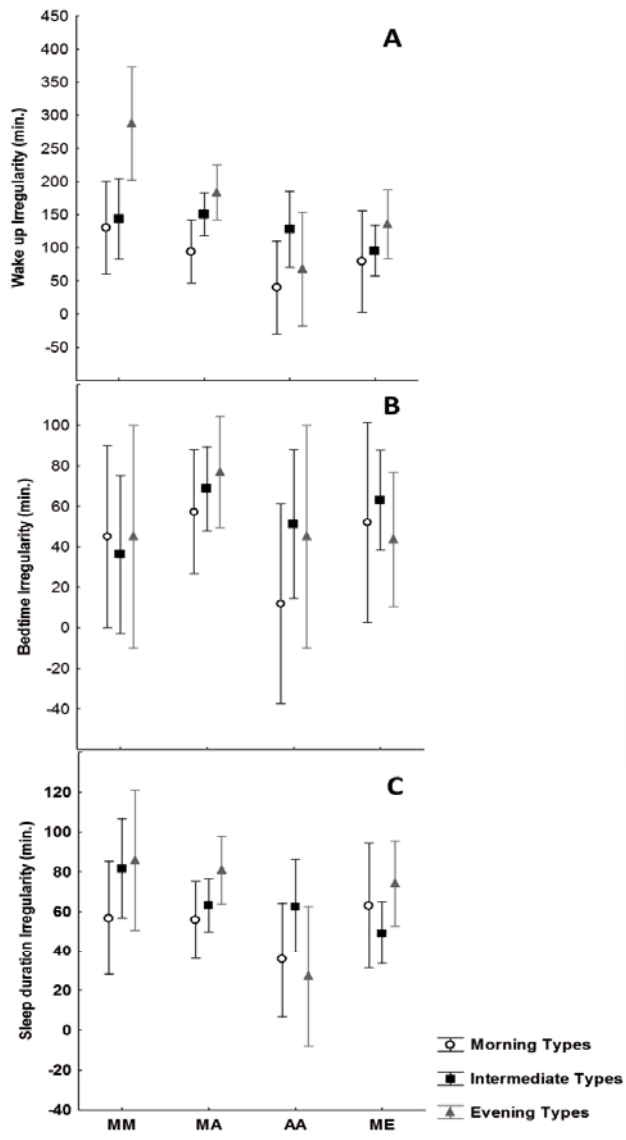 A
Wake up Irregularity (min.)
450
400
350
300
250
200
150
100
50
0
-50
B
Bedtime Irregularity (min.)
100
80
60
40
20
0
-20
-40
C
Sleep duration Irregularity (min.)
120
100
80
60
40
20
0
-20
-40
MM MA AA ME
Morning Types
Intermediate Types
Evening Types